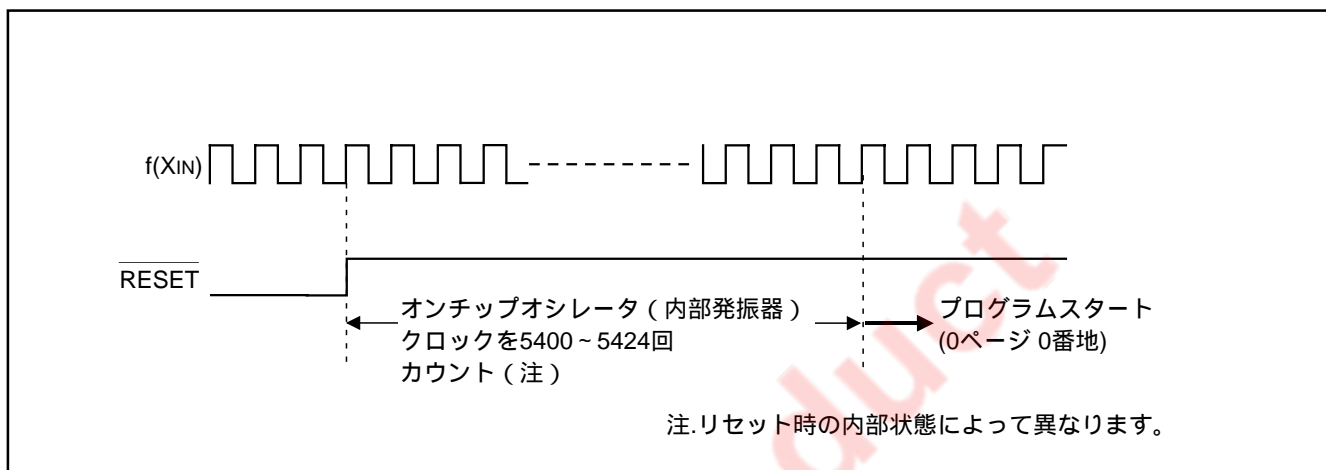 f(XIN)
RESET
オンチップオシレータ（内部発振器）
クロックを5400～5424回
カウント（注）
プログラムスタート
(0ページ 0番地)
注.リセット時の内部状態によって異なります。
duct